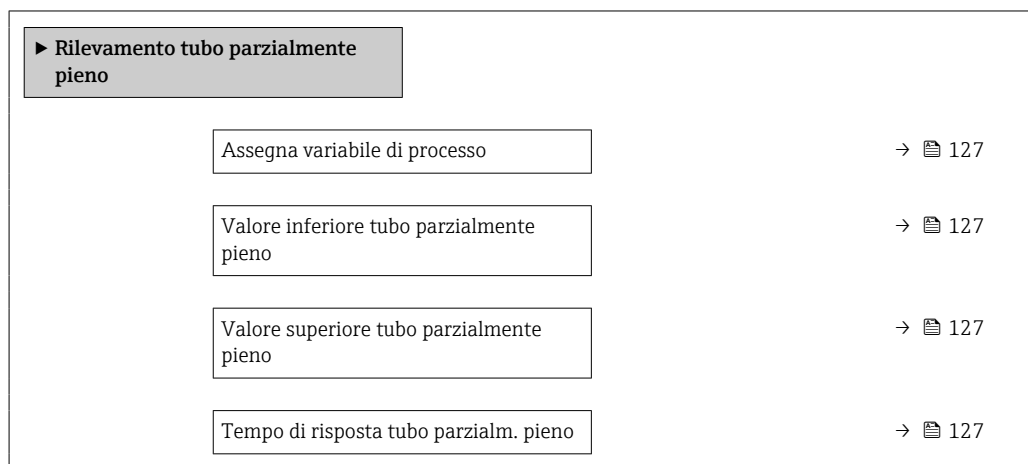 ▶ Rilevamento tubo parzialmente
pieno
Assegna variabile di processo → 127
Valore inferiore tubo parzialmente → 127
pieno
Valore superiore tubo parzialmente → 127
pieno
Tempo di risposta tubo parzialm. pieno → 127